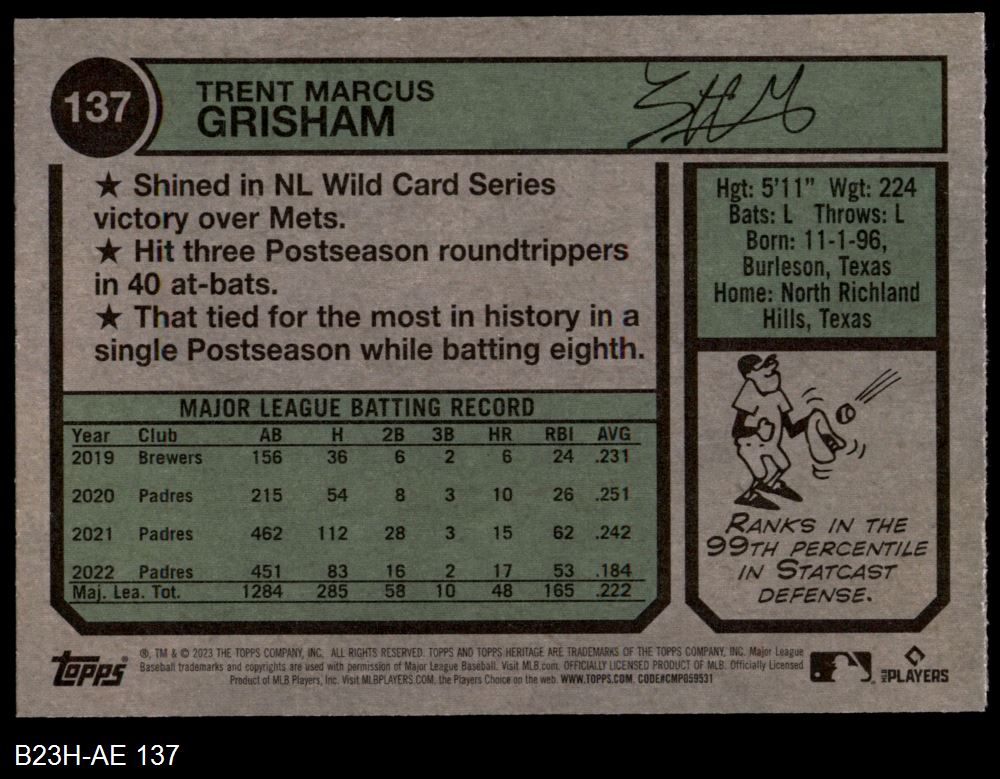 137
TRENT MARCUS
GRISHAM
★ Shined in NL Wild Card Series
victory over Mets.
★ Hit three Postseason roundtrippers
in 40 at-bats.
★ That tied for the most in history in a
single Postseason while batting eighth.
Hgt: 5'11" Wgt: 224
Bats: L Throws: L
Born: 11-1-96,
Burleson, Texas
Home: North Richland
Hills, Texas
MAJOR LEAGUE BATTING RECORD
Year Club AB H 2B 3B HR RBI AVG
2019 Brewers 156 36 6 2 6 24 .231
2020 Padres 215 54 8 3 10 26 .251
2021 Padres 462 112 28 3 15 62 .242
2022 Padres 451 83 16 2 17 53 .184
Maj. Lea. Tot. 1284 285 58 10 48 165 .222
RANKS IN THE
99TH PERCENTILE
IN STATCAST
DEFENSE.
Topps
®, TM & © 2023 THE TOPPS COMPANY, INC. ALL RIGHTS RESERVED. TOPPS AND TOPPS HERITAGE ARE TRADEMARKS OF THE TOPPS COMPANY, INC. Major League
Baseball trademarks and copyrights are used with permission of Major League Baseball. Visit MLB.com. OFFICIALLY LICENSED PRODUCT OF MLB. Officially Licensed
Product of MLB Players, Inc. Visit MLBPLAYERS.COM, the Players Choice on the web. WWW.TOPPS.COM. CODE#CMP059531
MLB PLAYERS
B23H-AE 137